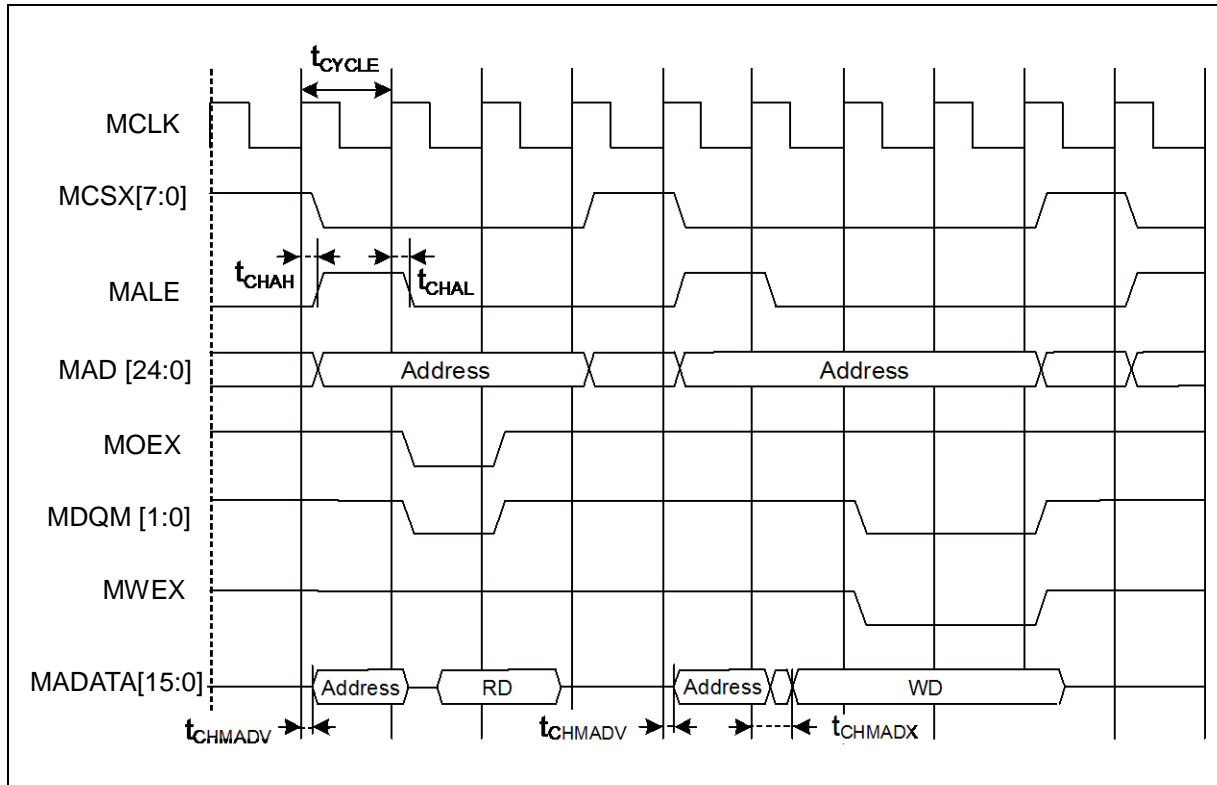 tCYCLE
MCLK
MCSX[7:0]
tCHAH
tCHAL
MALE
MAD [24:0]
Address
Address
MOEX
MDQM [1:0]
MWEX
MADATA[15:0]
Address
RD
Address
WD
tCHMADV
tCHMADV
tCHMADX